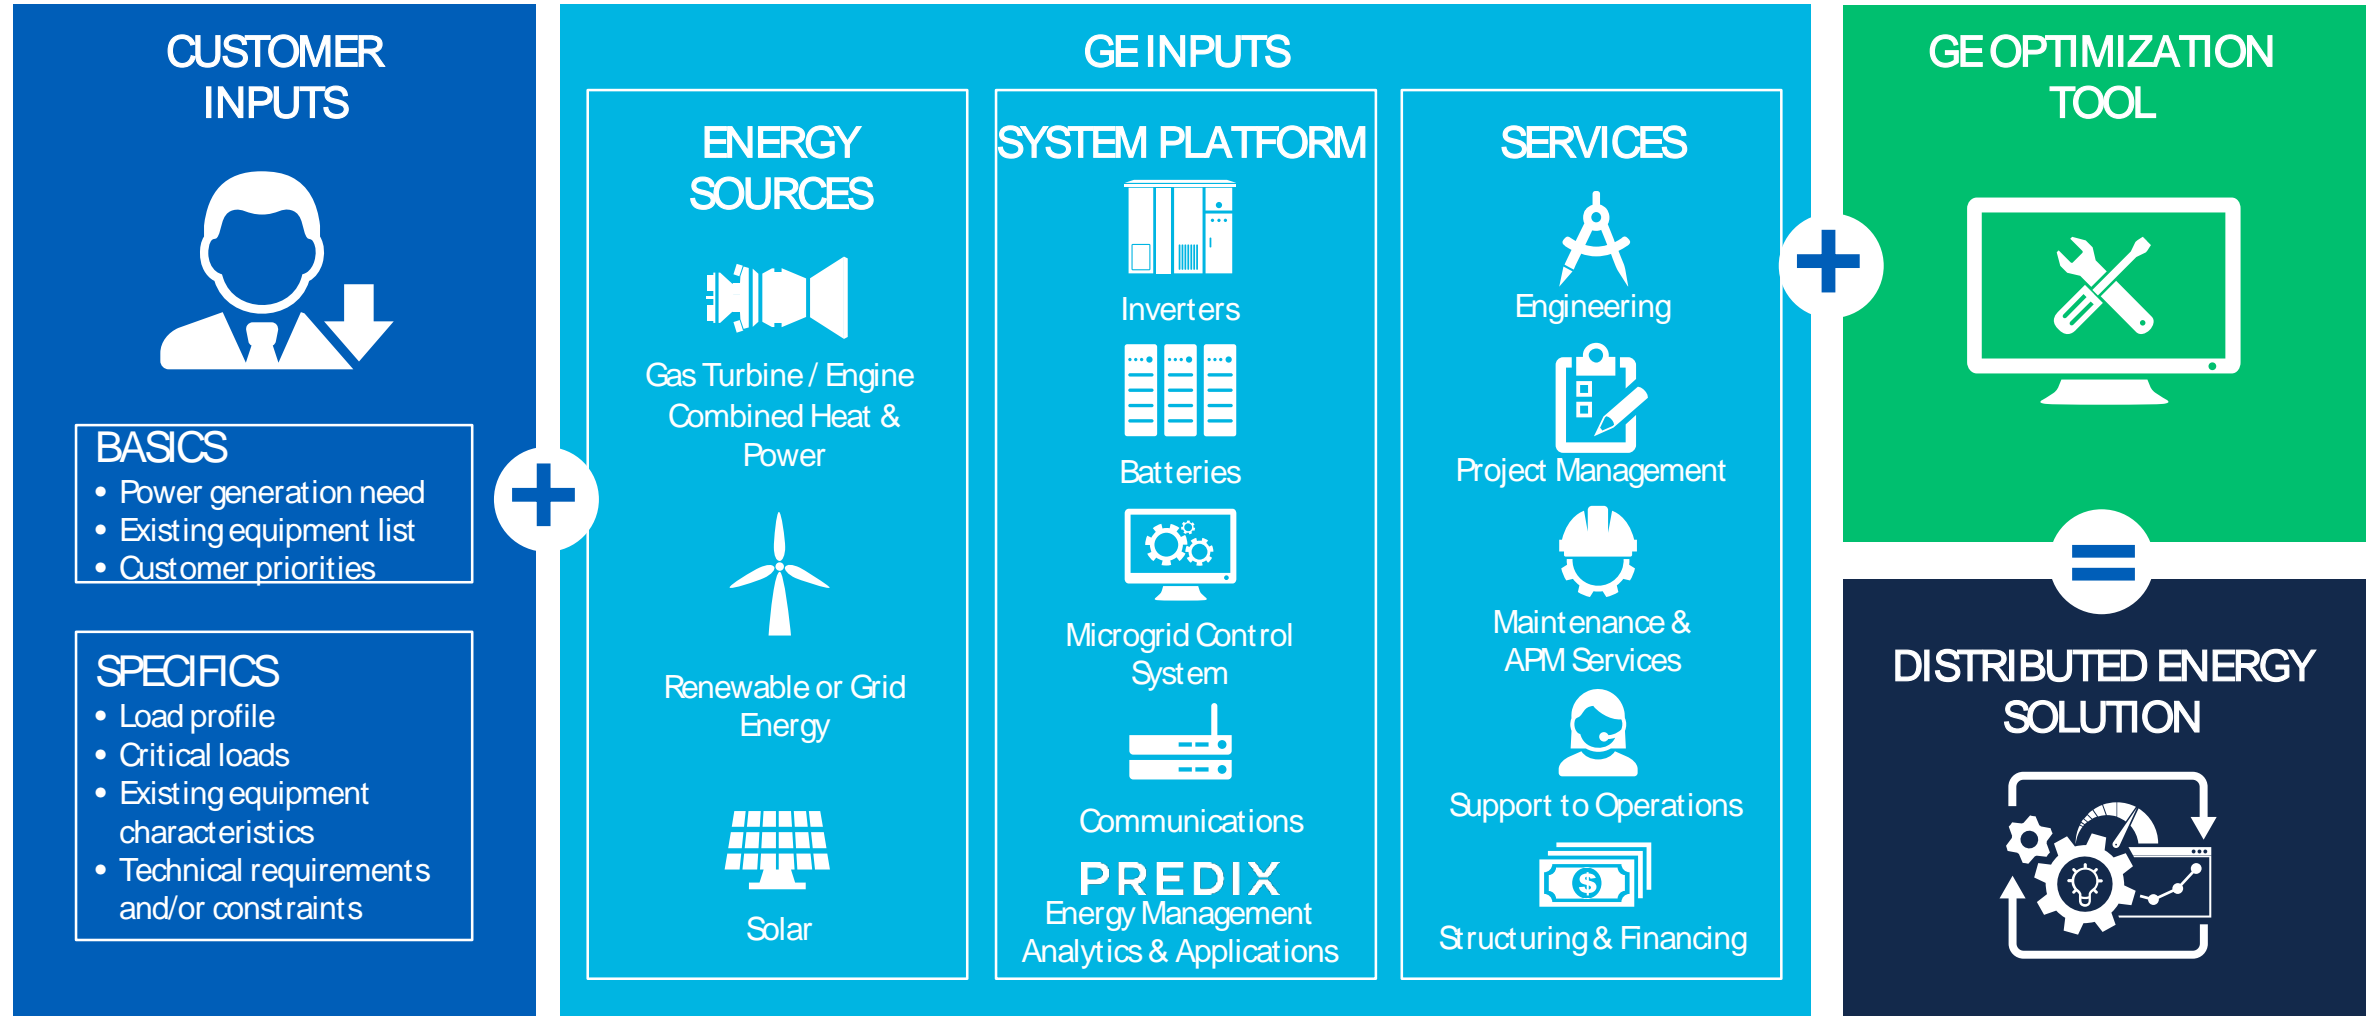 CUSTOMER
INPUTS
BASICS
• Power generation need
• Existing equipment list
• Customer priorities
SPECIFICS
• Load profile
• Critical loads
• Existing equipment
characteristics
• Technical requirements
and/or constraints
+
GE INPUTS
ENERGY
SOURCES
Gas Turbine / Engine
Combined Heat &
Power
Renewable or Grid
Energy
Solar
SYSTEM PLATFORM
Inverters
Batteries
Microgrid Control
System
Communications
PREDIX
Energy Management
Analytics & Applications
SERVICES
Engineering
Project Management
Maintenance &
APM Services
Support to Operations
$
Structuring & Financing
+
GE OPTIMIZATION
TOOL
=
DISTRIBUTED ENERGY
SOLUTION